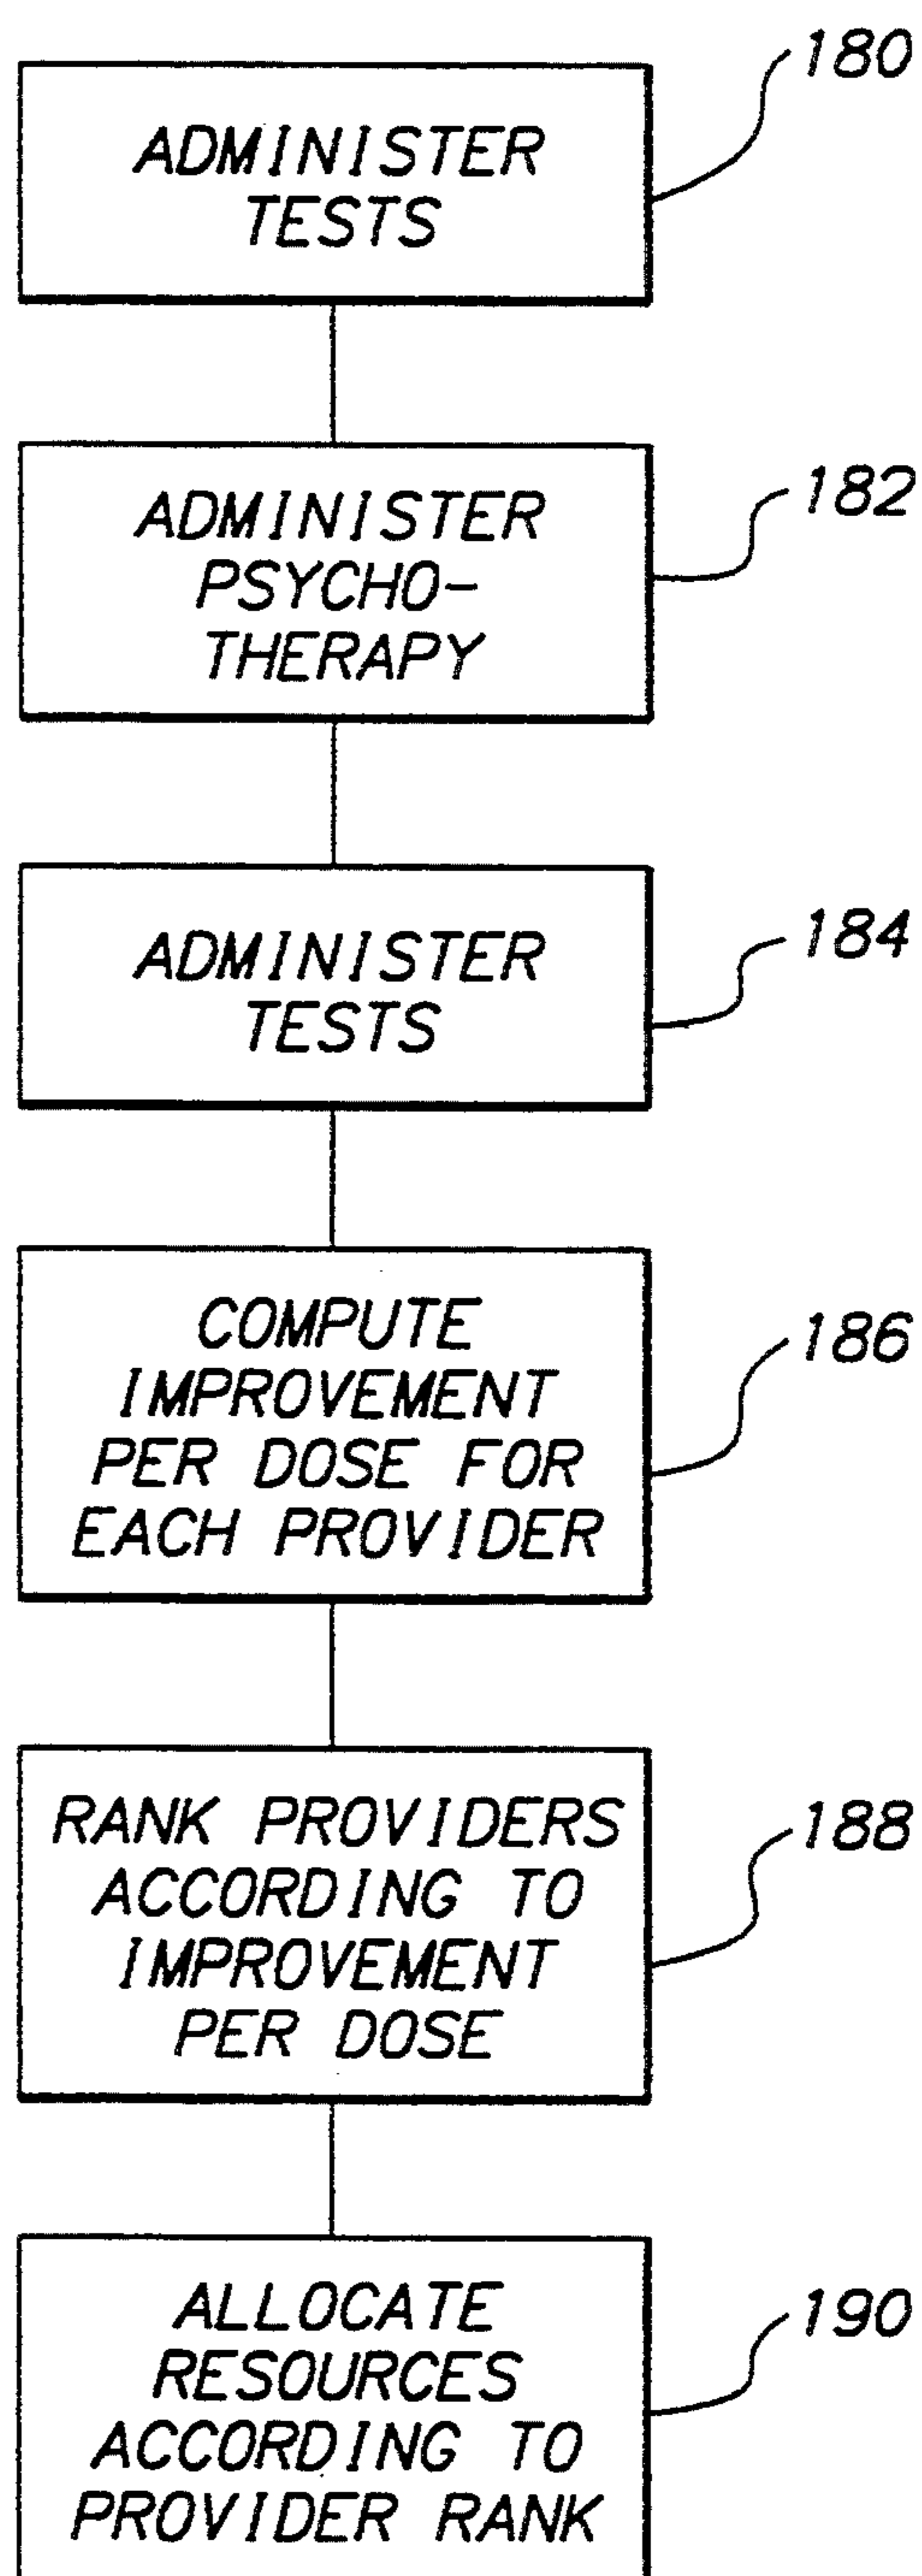 180
ADMINISTER
TESTS
182
ADMINISTER
PSYCHO-
THERAPY
184
ADMINISTER
TESTS
186
COMPUTE
IMPROVEMENT
PER DOSE FOR
EACH PROVIDER
188
RANK PROVIDERS
ACCORDING TO
IMPROVEMENT
PER DOSE
190
ALLOCATE
RESOURCES
ACCORDING TO
PROVIDER RANK